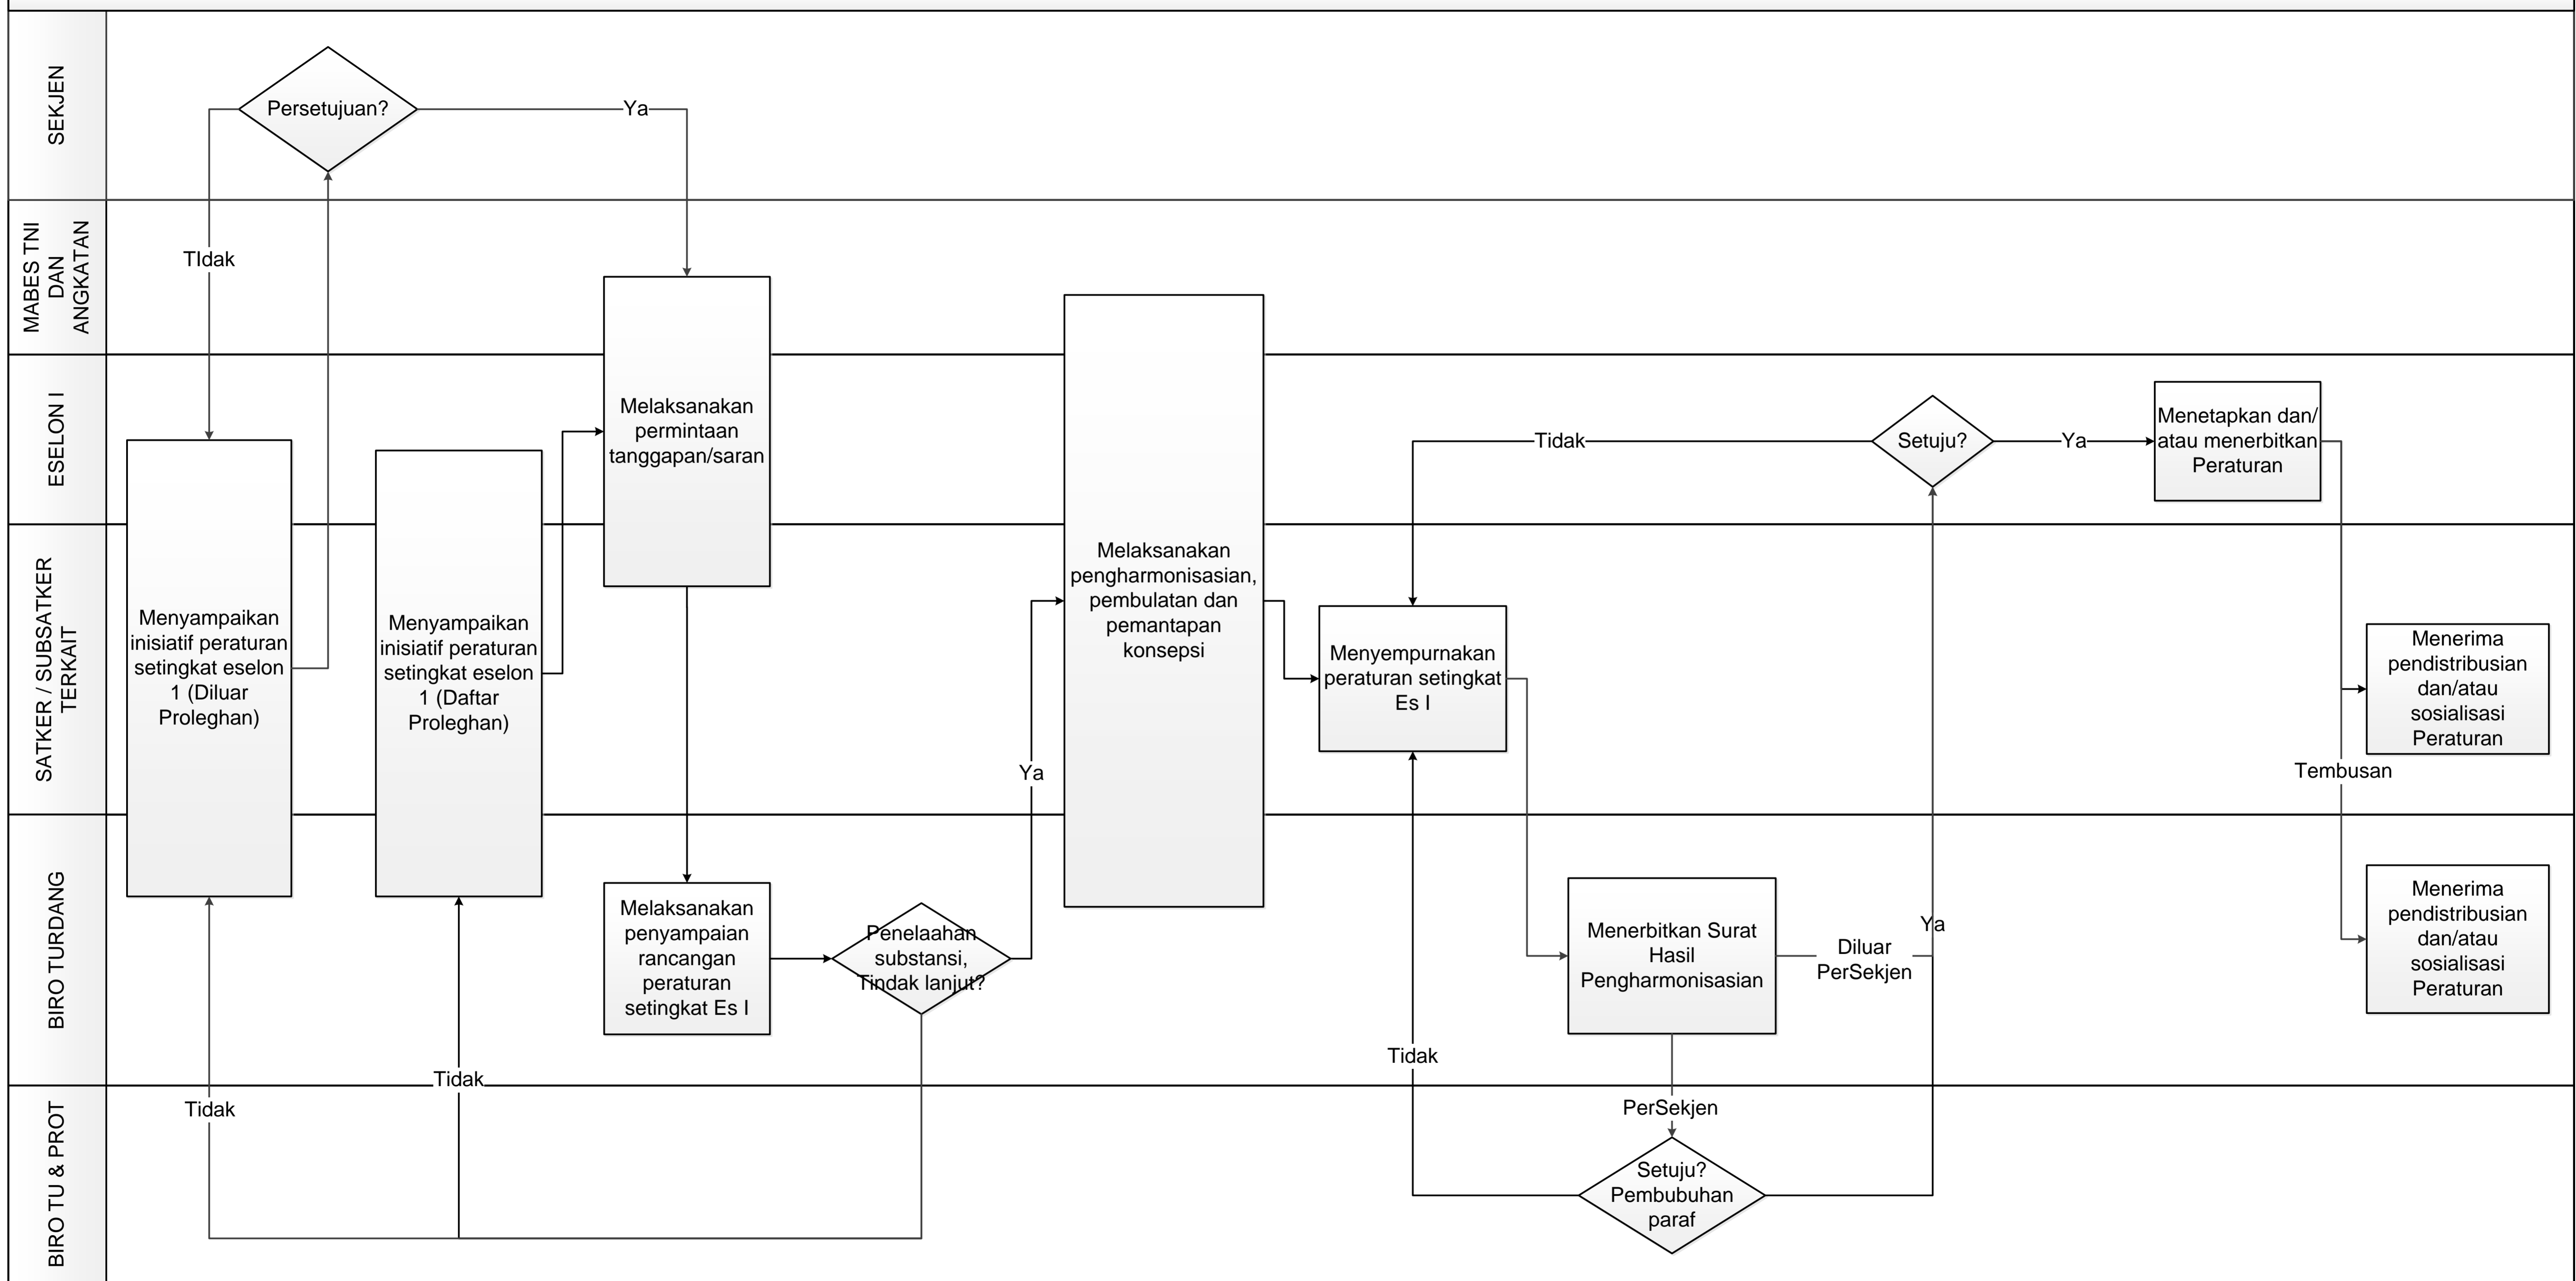 SEKJEN
Persetujuan?
Ya
MABES TNI
DAN
ANGKATAN
TIdak
ESELON I
Melaksanakan
permintaan
tanggapan/saran
Tidak
Setuju?
Ya
Menetapkan dan/
atau menerbitkan
Peraturan
SATKER / SUBSATKER
TERKAIT
Menyampaikan
inisiatif peraturan
setingkat eselon
1 (Diluar
Proleghan)
Menyampaikan
inisiatif peraturan
setingkat eselon
1 (Daftar
Proleghan)
Ya
Melaksanakan
pengharmonisasian,
pembulatan dan
pemantapan
konsepsi
Menyempurnakan
peraturan setingkat
Es I
Menerima
pendistribusian
dan/atau
sosialisasi
Peraturan
Tembusan
BIRO TURDANG
Melaksanakan
penyampaian
rancangan
peraturan
setingkat Es I
Penelaahan
substansi,
Tindak lanjut?
Menerbitkan Surat
Hasil
Pengharmonisasian
Diluar
PerSekjen
Ya
Menerima
pendistribusian
dan/atau
sosialisasi
Peraturan
Tidak
Tidak
BIRO TU & PROT
Tidak
PerSekjen
Setuju?
Pembubuhan
paraf